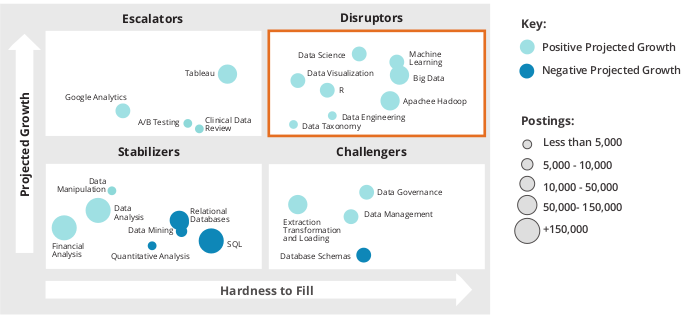 Escalators
Disruptors
Tableau
Google Analytics
A/B Testing
Clinical Data
Review
Data Science
Machine
Learning
Data Visualization
Big Data
R
Apachee Hadoop
Data Engineering
Data Taxonomy
Projected Growth
Stabilizers
Challengers
Data
Manipulation
Data
Analysis
Relational
Databases
Data Mining
SQL
Quantitative Analysis
Financial
Analysis
Data Governance
Data Management
Extraction
Transformation
and Loading
Database Schemas
Hardness to Fill
Key:
Positive Projected Growth
Negative Projected Growth
Postings:
Less than 5,000
5,000 - 10,000
10,000 - 50,000
50,000- 150,000
+150,000